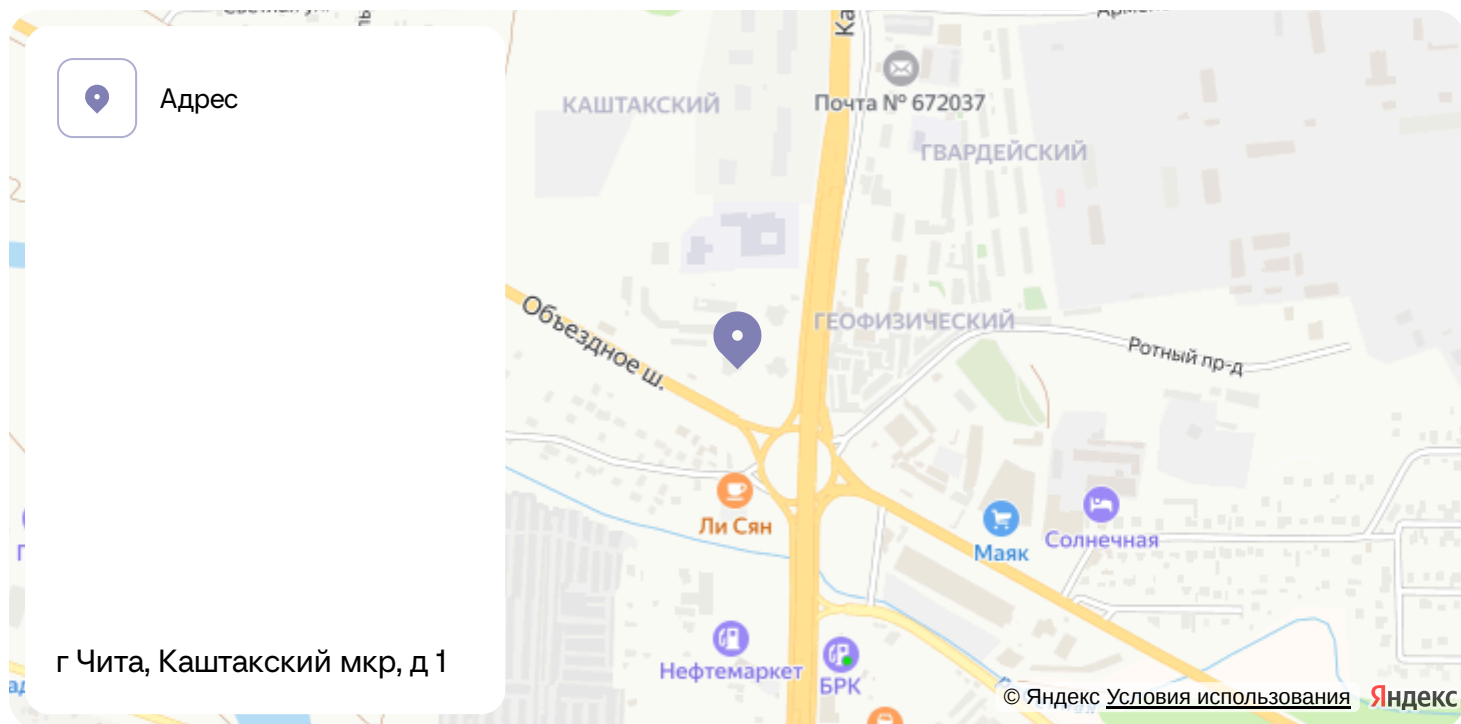 Адрес
г Чита, Каштакский мкр, д 1
Ка
КАШТАКСКИЙ
Почта № 672037
ГВАРДЕЙСКИЙ
Объездное ш.
ГЕОФИЗИЧЕСКИЙ
Ротный пр-д
Ли Сян
Маяк
Солнечная
Нефтемаркет
БРК
© Яндекс Условия использования
Яндекс